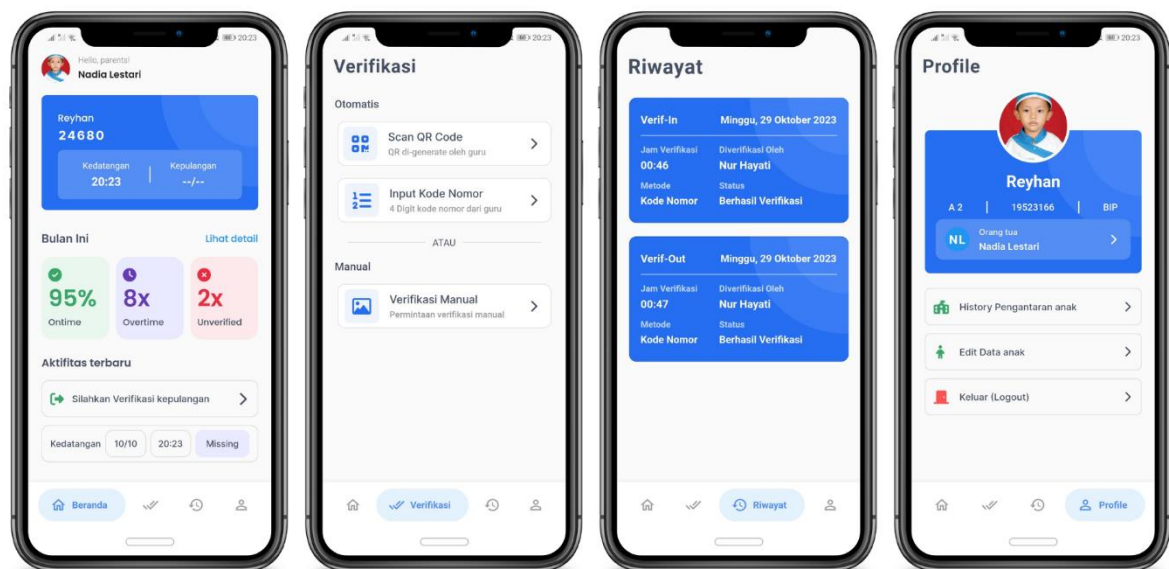 20:23
Hello, parents!
Nadia Lestari
Reyhan
24680
Kedatangan Kepulangan
20:23 --/--
Bulan Ini Lihat detail
95% 8x 2x
Ontime Overtime Unverified
Aktifitas terbaru
Silahkan Verifikasi kepulangan
Kedatangan 10/10 20:23 Missing
Beranda
20:23
Verifikasi
Otomatis
Scan QR Code
QR di-generate oleh guru
Input Kode Nomor
4 Digit kode nomor dari guru
ATAU
Manual
Verifikasi Manual
Permintaan verifikasi manual
Verifikasi
20:23
Riwayat
Verif-In Minggu, 29 Oktober 2023
Jam Verifikasi Diverifikasi Oleh
00:46 Nur Hayati
Metode Status
Kode Nomor Berhasil Verifikasi
Verif-Out Minggu, 29 Oktober 2023
Jam Verifikasi Diverifikasi Oleh
00:47 Nur Hayati
Metode Status
Kode Nomor Berhasil Verifikasi
Riwayat
20:23
Profile
Reyhan
A 2 | 19523166 | BIP
NL
Orang tua
Nadia Lestari
History Pengantaran anak
Edit Data anak
Keluar (Logout)
Profile